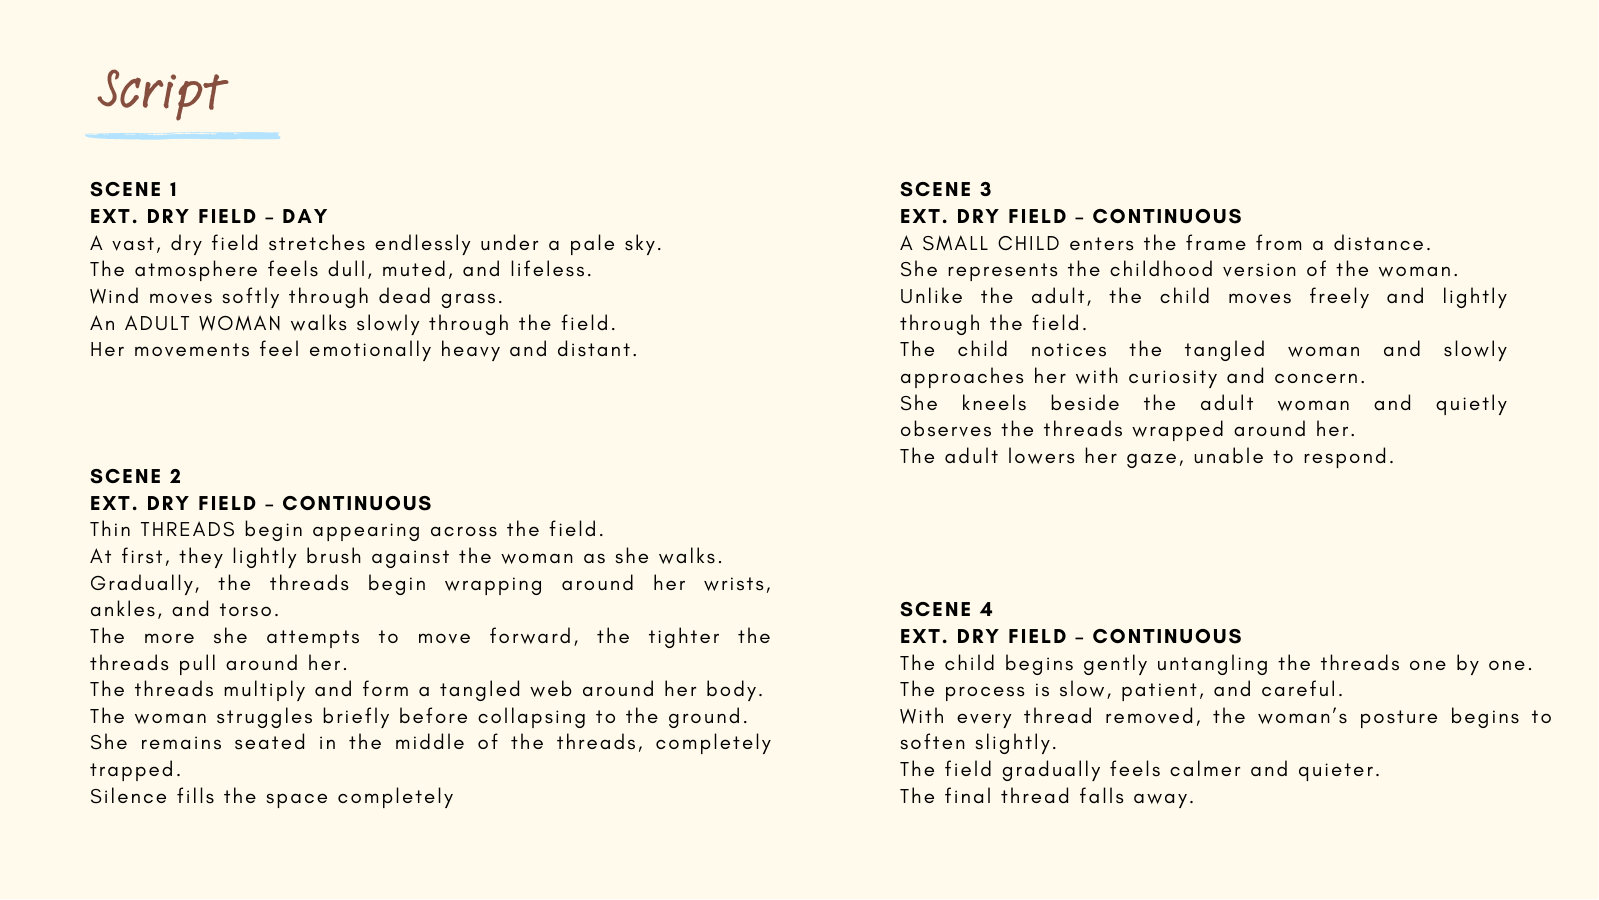 Script
SCENE 1
EXT. DRY FIELD – DAY
A vast, dry field stretches endlessly under a pale sky.
The atmosphere feels dull, muted, and lifeless.
Wind moves softly through dead grass.
An ADULT WOMAN walks slowly through the field.
Her movements feel emotionally heavy and distant.
SCENE 2
EXT. DRY FIELD – CONTINUOUS
Thin THREADS begin appearing across the field.
At first, they lightly brush against the woman as she walks.
Gradually, the threads begin wrapping around her wrists,
ankles, and torso.
The more she attempts to move forward, the tighter the
threads pull around her.
The threads multiply and form a tangled web around her body.
The woman struggles briefly before collapsing to the ground.
She remains seated in the middle of the threads, completely
trapped.
Silence fills the space completely
SCENE 3
EXT. DRY FIELD – CONTINUOUS
A SMALL CHILD enters the frame from a distance.
She represents the childhood version of the woman.
Unlike the adult, the child moves freely and lightly
through the field.
The child notices the tangled woman and slowly
approaches her with curiosity and concern.
She kneels beside the adult woman and quietly
observes the threads wrapped around her.
The adult lowers her gaze, unable to respond.
SCENE 4
EXT. DRY FIELD – CONTINUOUS
The child begins gently untangling the threads one by one.
The process is slow, patient, and careful.
With every thread removed, the woman’s posture begins to
soften slightly.
The field gradually feels calmer and quieter.
The final thread falls away.